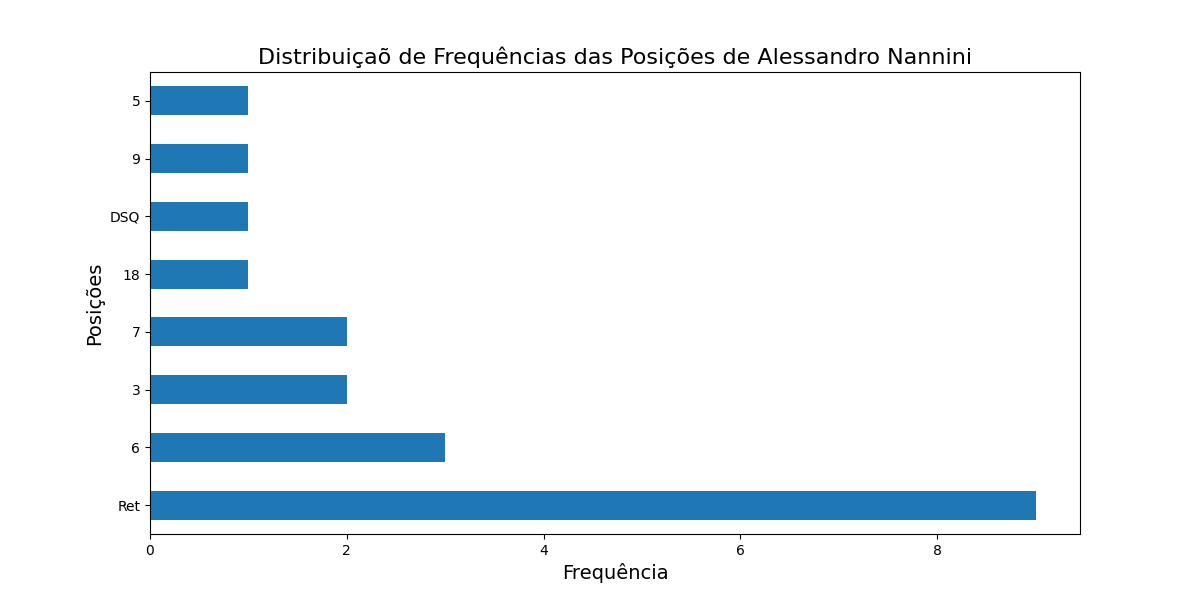 Distribuiçaõ de Frequências das Posições de Alessandro Nannini
5
9
DSQ
18
7
3
6
Ret
Posições
0 2 4 6 8
Frequência